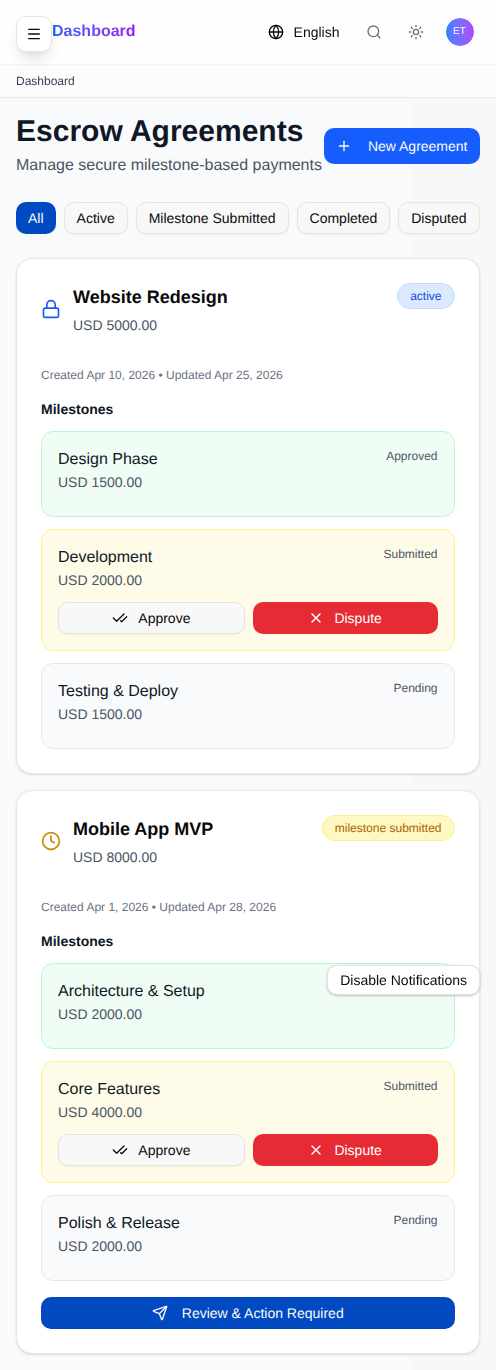 Dashboard
English
ET
Dashboard
Escrow Agreements
Manage secure milestone-based payments
New Agreement
All
Active
Milestone Submitted
Completed
Disputed
Website Redesign
active
USD 5000.00
Created Apr 10, 2026 • Updated Apr 25, 2026
Milestones
Design Phase
Approved
USD 1500.00
Development
Submitted
USD 2000.00
Approve
Dispute
Testing & Deploy
Pending
USD 1500.00
Mobile App MVP
milestone submitted
USD 8000.00
Created Apr 1, 2026 • Updated Apr 28, 2026
Milestones
Disable Notifications
Architecture & Setup
USD 2000.00
Core Features
Submitted
USD 4000.00
Approve
Dispute
Polish & Release
Pending
USD 2000.00
Review & Action Required